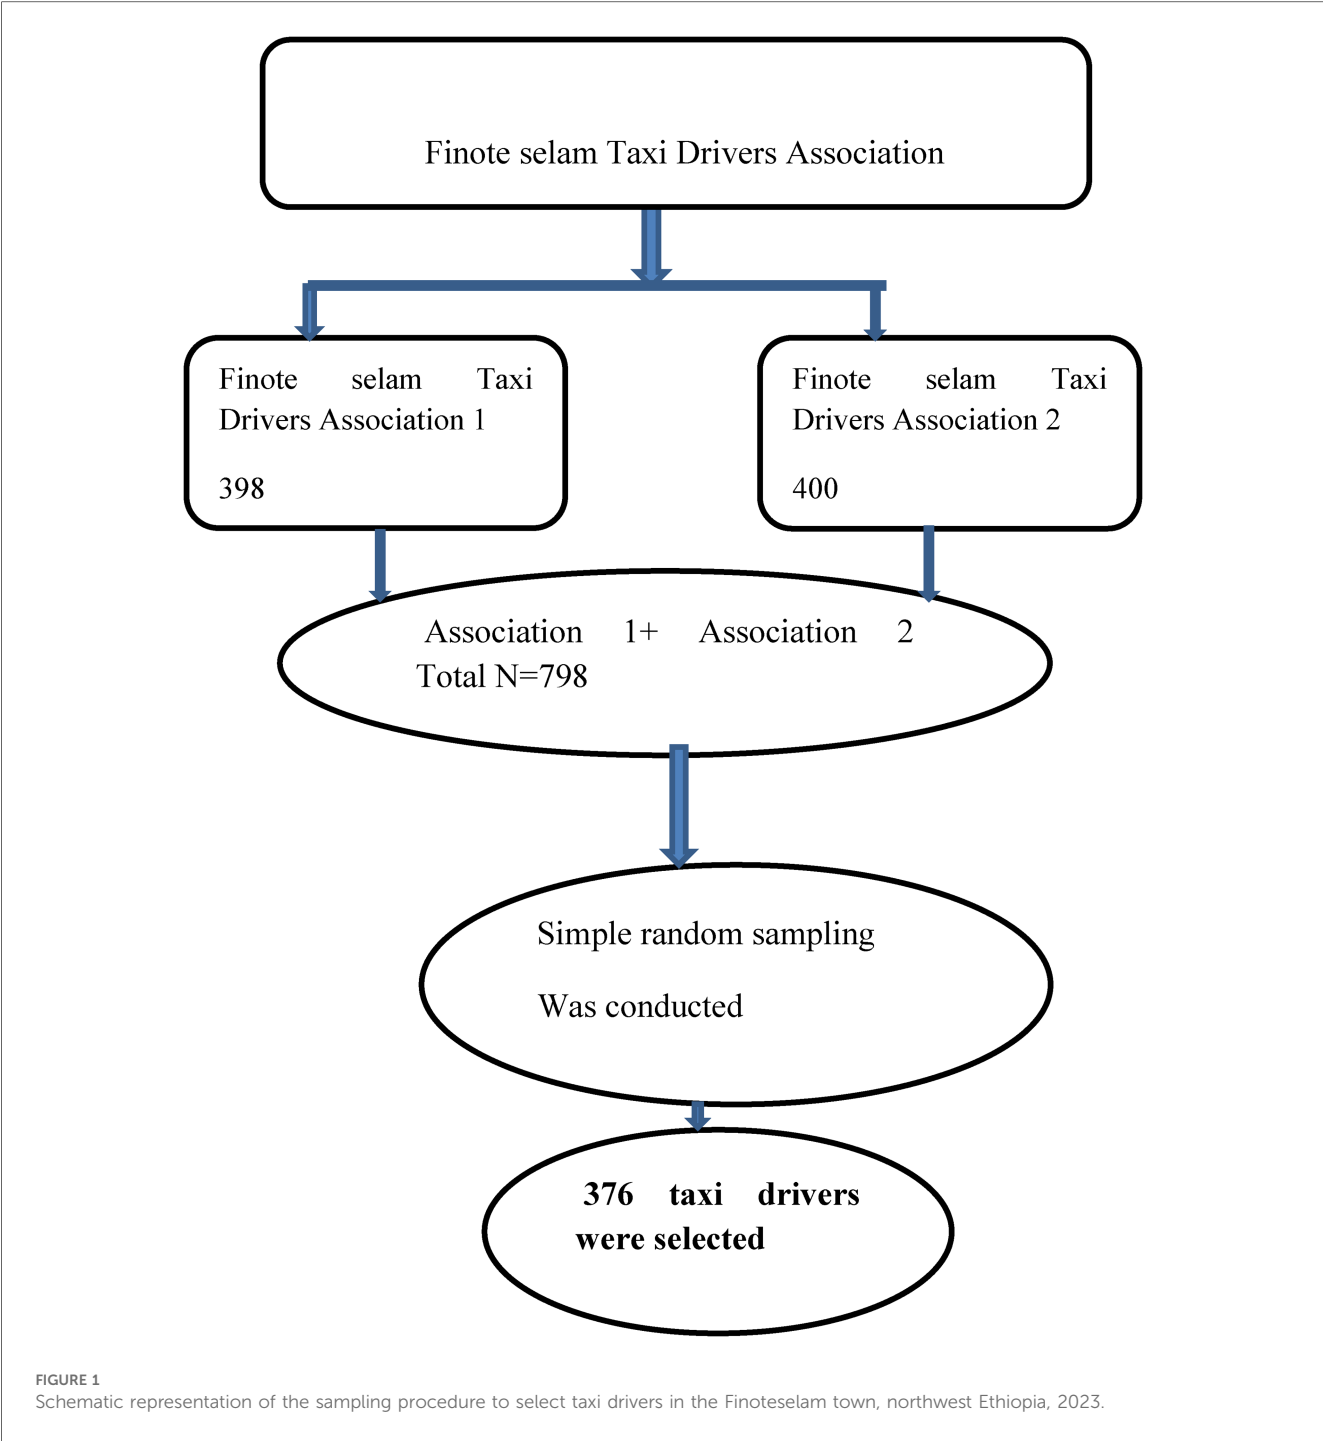 Finote selam Taxi Drivers Association
Finote selam Taxi
Drivers Association 1
398
Finote selam Taxi
Drivers Association 2
400
Association 1+ Association 2
Total N=798
Simple random sampling
Was conducted
376 taxi drivers
were selected
FIGURE 1
Schematic representation of the sampling procedure to select taxi drivers in the Finoteselam town, northwest Ethiopia, 2023.